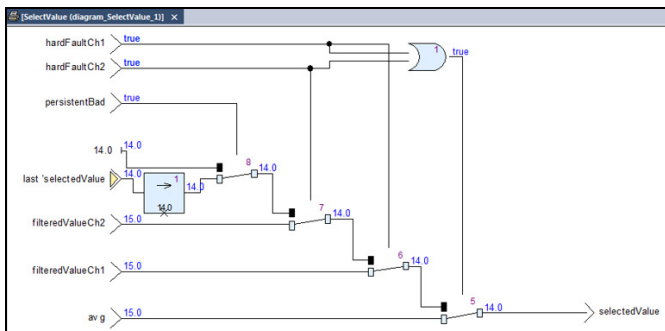 [SelectValue (diagram_SelectValue_1)] X
hardFaultCh1 true
1 true
hardFaultCh2 true
persistentBad true
14.0 14.0
8 14.0
last 'selectedValue 14.0 1 14.0
14.0
7 14.0
filteredValueCh2 15.0
6 14.0
filteredValueCh1 15.0
5 14.0 selectedValue
avg 15.0